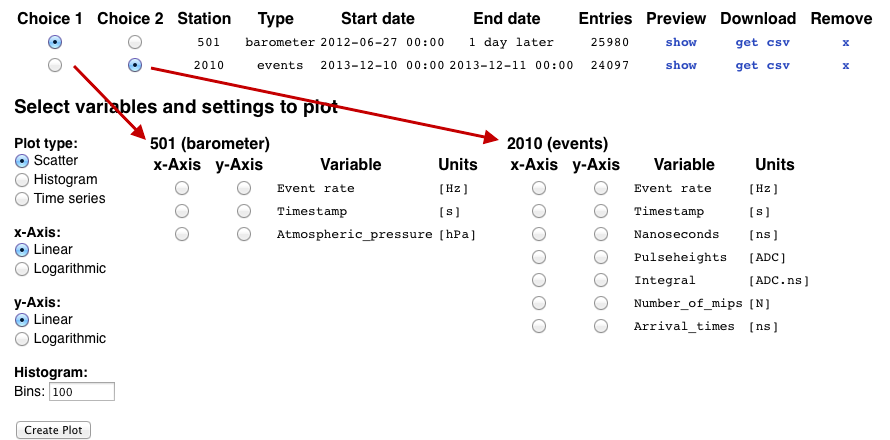 Choice 1 Choice 2 Station Type Start date End date Entries Preview Download Remove
501 barometer 2012-06-27 00:00 1 day later 25980 show get csv x
2010 events 2013-12-10 00:00 2013-12-11 00:00 24097 show get csv x
Select variables and settings to plot
Plot type:
Scatter
Histogram
Time series
x-Axis:
Linear
Logarithmic
y-Axis:
Linear
Logarithmic
Histogram:
Bins: 100
Create Plot
501 (barometer)
x-Axis y-Axis Variable Units
Event rate [Hz]
Timestamp [s]
Atmospheric_pressure [hPa]
2010 (events)
x-Axis y-Axis Variable Units
Event rate [Hz]
Timestamp [s]
Nanoseconds [ns]
Pulseheights [ADC]
Integral [ADC.ns]
Number_of_mips [N]
Arrival_times [ns]